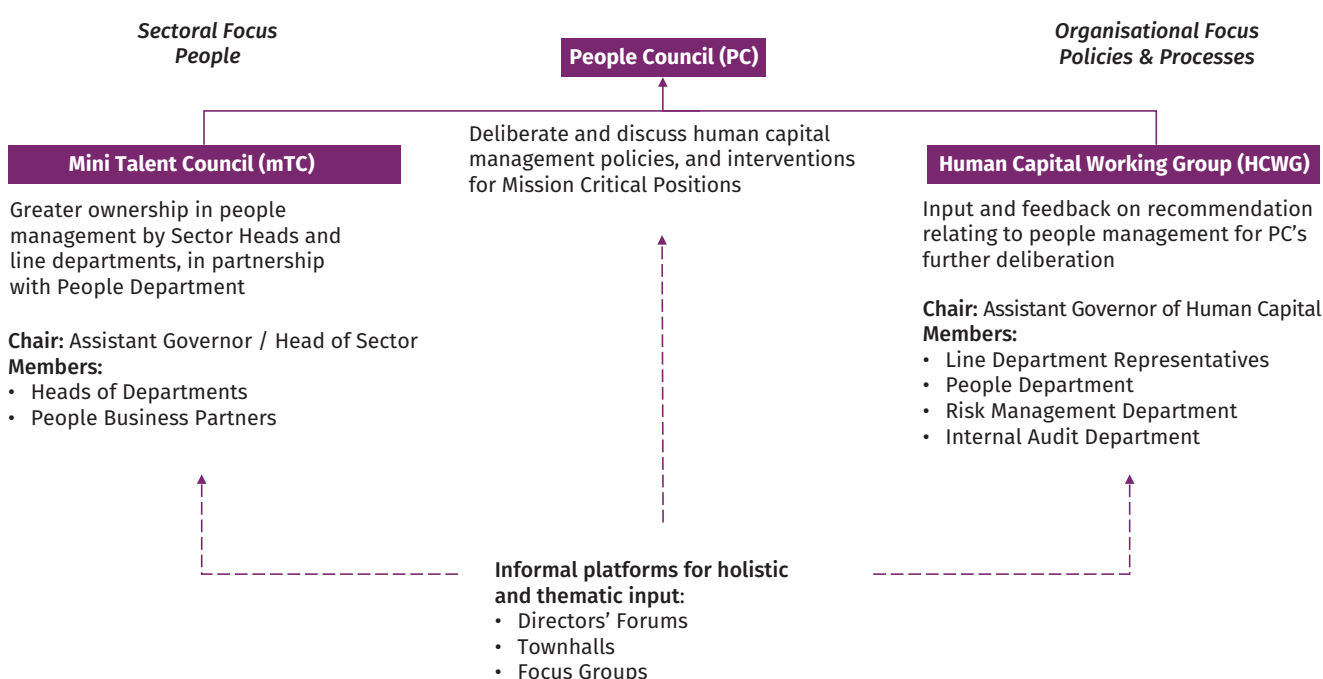 Sectoral Focus
People
People Council (PC)
Organisational Focus
Policies & Processes
Mini Talent Council (mTC)
Greater ownership in people
management by Sector Heads and
line departments, in partnership
with People Department
Chair: Assistant Governor / Head of Sector
Members:
• Heads of Departments
• People Business Partners
Deliberate and discuss human capital
management policies, and interventions
for Mission Critical Positions
Human Capital Working Group (HCWG)
Input and feedback on recommendation
relating to people management for PC’s
further deliberation
Chair: Assistant Governor of Human Capital
Members:
• Line Department Representatives
• People Department
• Risk Management Department
• Internal Audit Department
Informal platforms for holistic
and thematic input:
• Directors’ Forums
• Townhalls
• Focus Groups